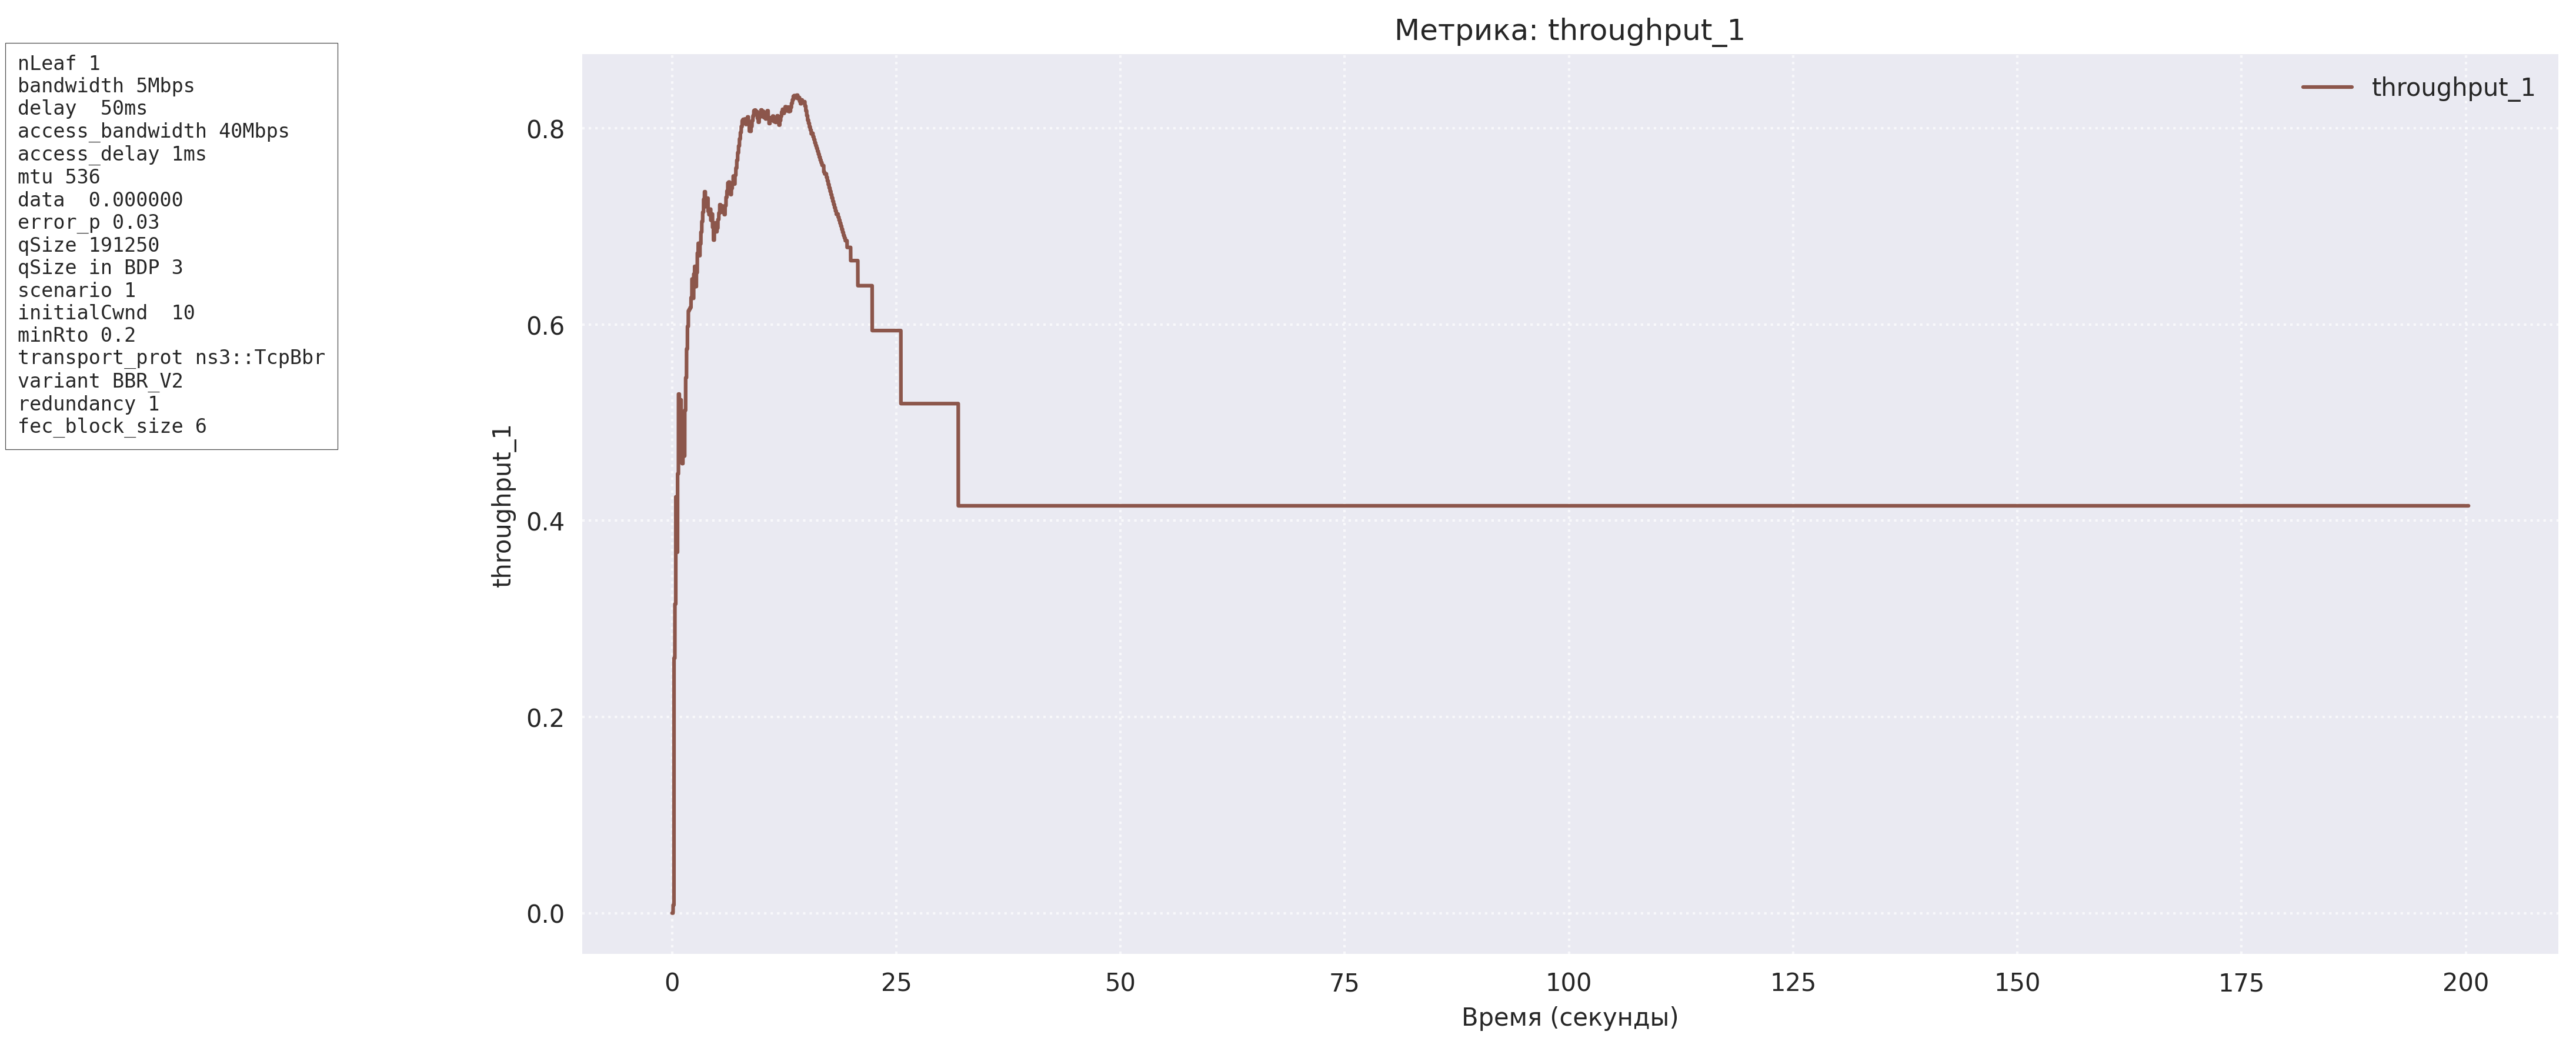 Метрика: throughput_1
nLeaf 1
bandwidth 5Mbps
delay  50ms
access_bandwidth 40Mbps
access_delay 1ms
mtu 536
data  0.000000
error_p 0.03
qSize 191250
qSize in BDP 3
scenario 1
initialCwnd  10
minRto 0.2
transport_prot ns3::TcpBbr
variant BBR_V2
redundancy 1
fec_block_size 6
throughput_1
throughput_1
0.8
0.6
0.4
0.2
0.0
0 25 50 75 100 125 150 175 200
Время (секунды)